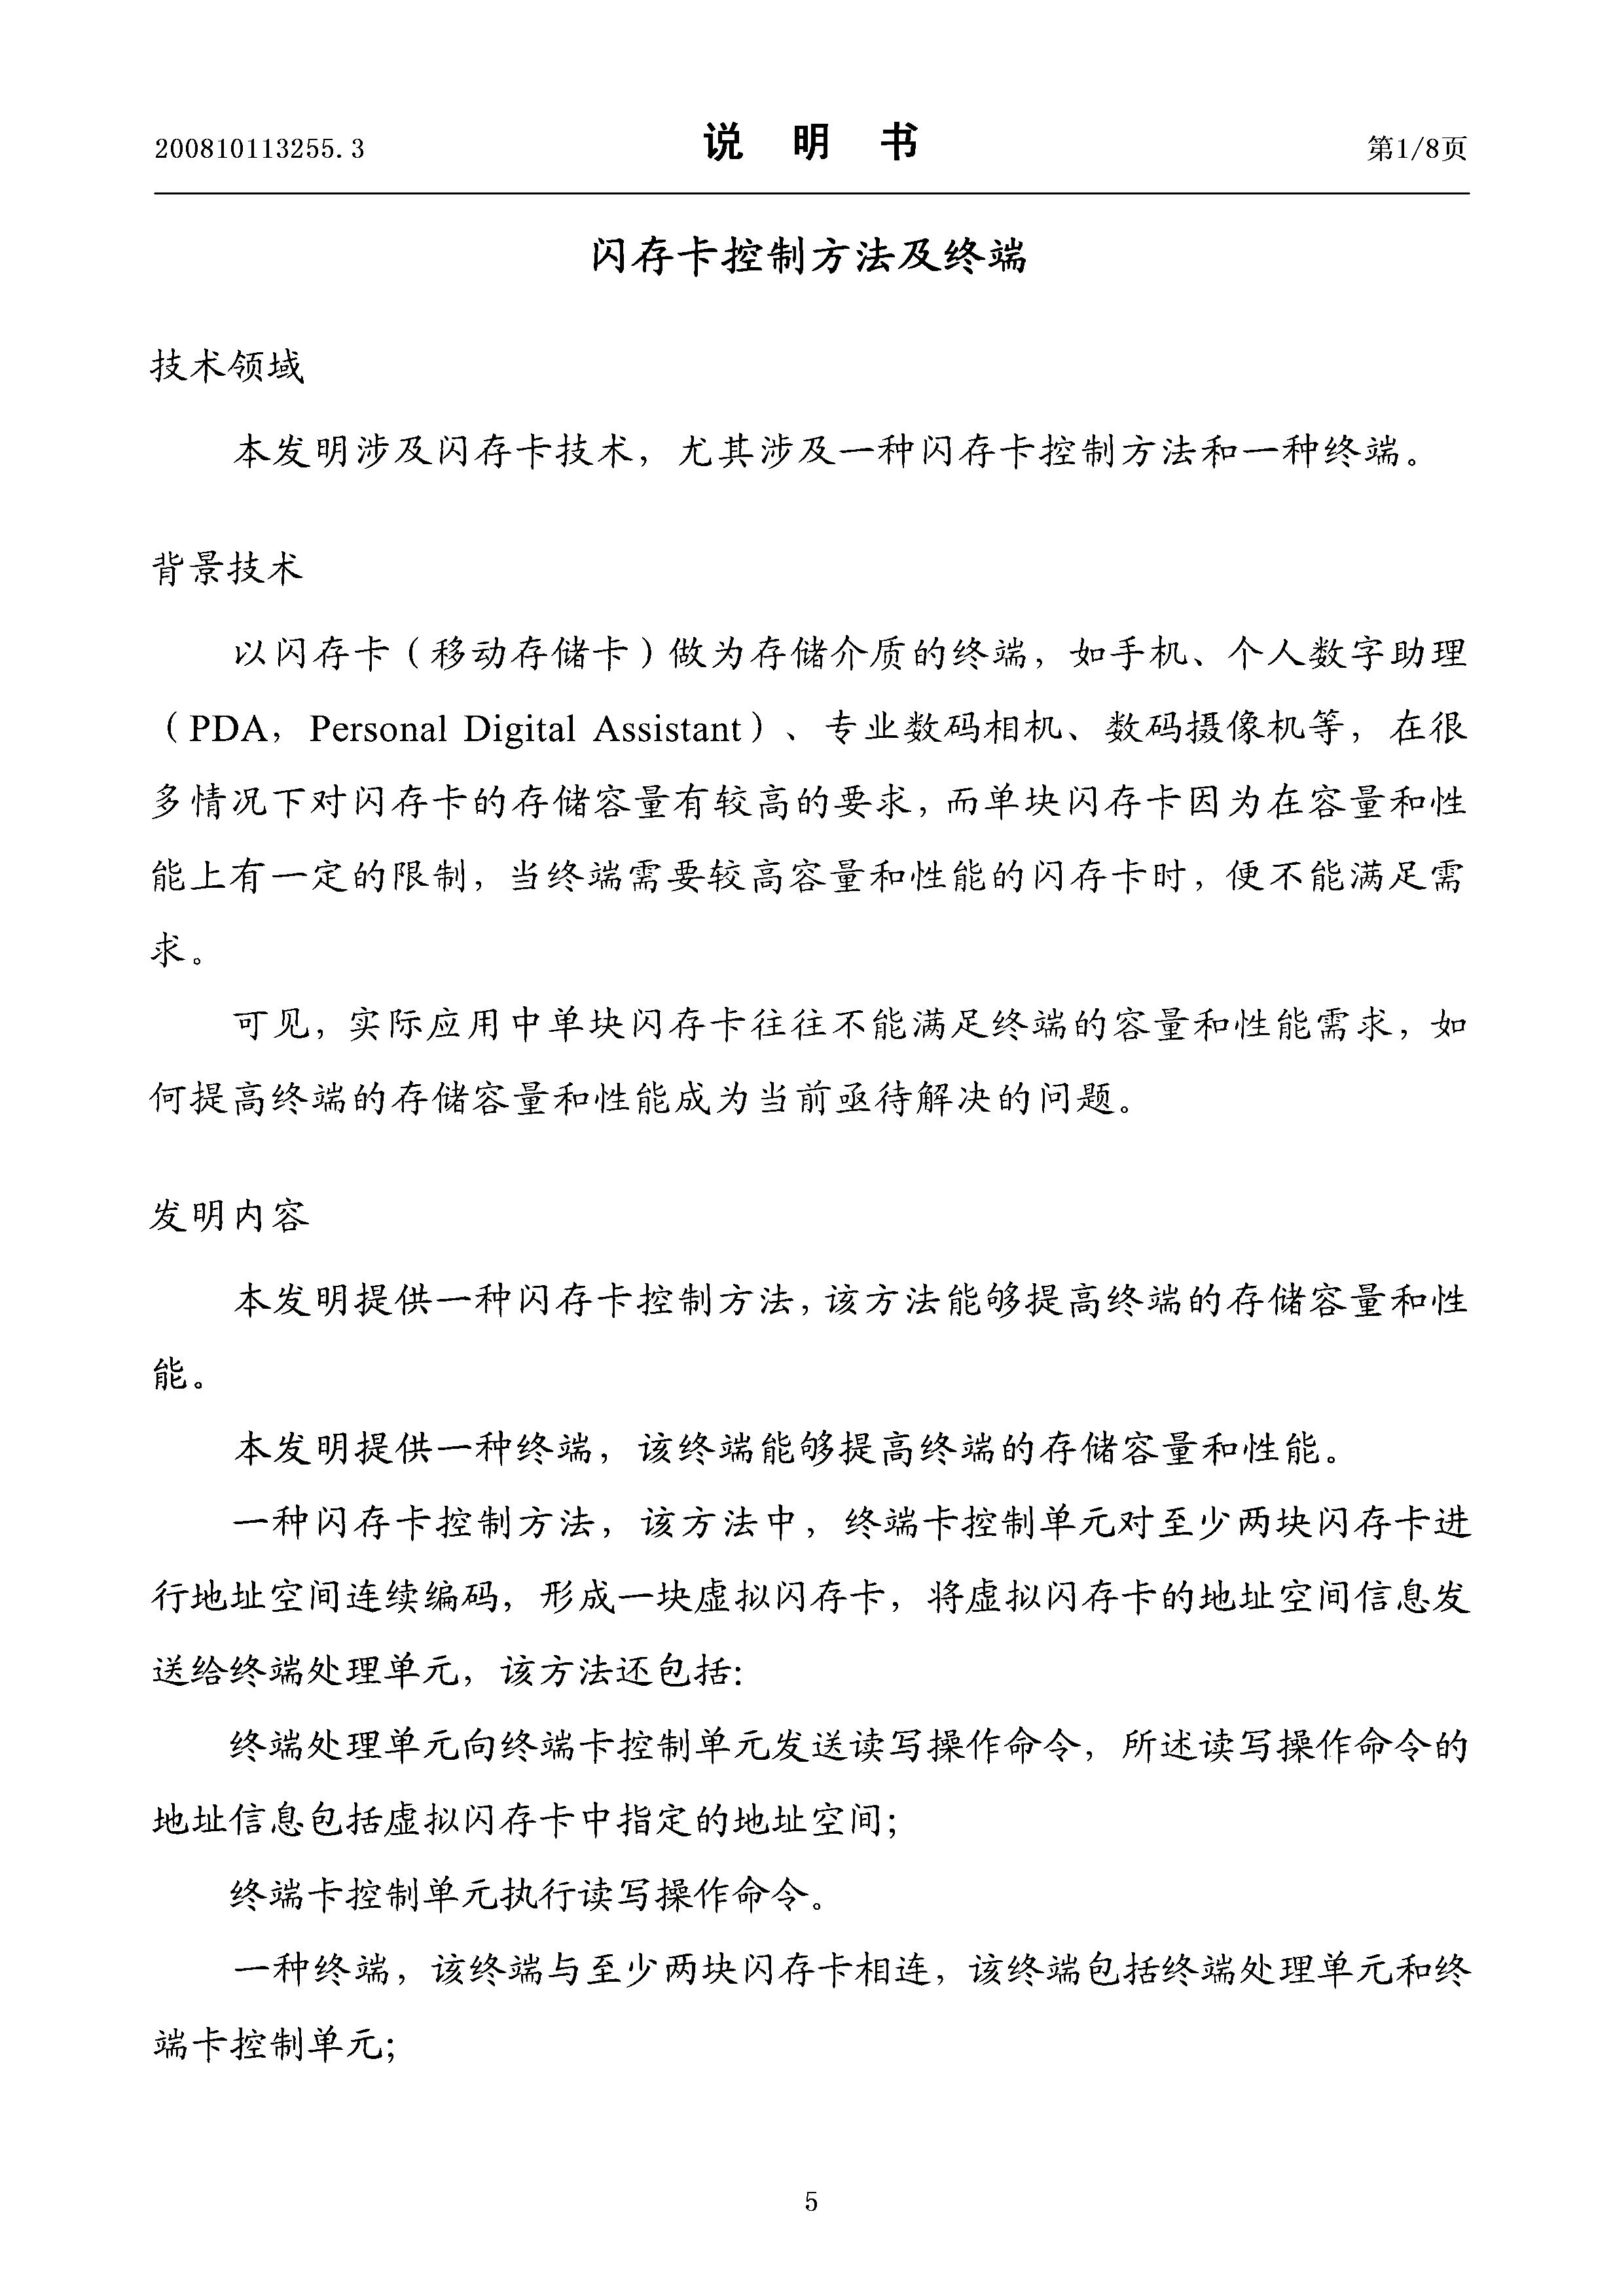 200810113255.3
说 明 书
第1/8页
闪存卡控制方法及终端
技术领域
本发明涉及闪存卡技术，尤其涉及一种闪存卡控制方法和一种终端。
背景技术
以闪存卡（移动存储卡）做为存储介质的终端，如手机、个人数字助理
（PDA，Personal Digital Assistant）、专业数码相机、数码摄像机等，在很
多情况下对闪存卡的存储容量有较高的要求，而单块闪存卡因为在容量和性
能上有一定的限制，当终端需要较高容量和性能的闪存卡时，便不能满足需
求。
可见，实际应用中单块闪存卡往往不能满足终端的容量和性能需求，如
何提高终端的存储容量和性能成为当前亟待解决的问题。
发明内容
本发明提供一种闪存卡控制方法，该方法能够提高终端的存储容量和性
能。
本发明提供一种终端，该终端能够提高终端的存储容量和性能。
一种闪存卡控制方法，该方法中，终端卡控制单元对至少两块闪存卡进
行地址空间连续编码，形成一块虚拟闪存卡，将虚拟闪存卡的地址空间信息发
送给终端处理单元，该方法还包括:
终端处理单元向终端卡控制单元发送读写操作命令，所述读写操作命令的
地址信息包括虚拟闪存卡中指定的地址空间;
终端卡控制单元执行读写操作命令。
一种终端，该终端与至少两块闪存卡相连，该终端包括终端处理单元和终
端卡控制单元;
5